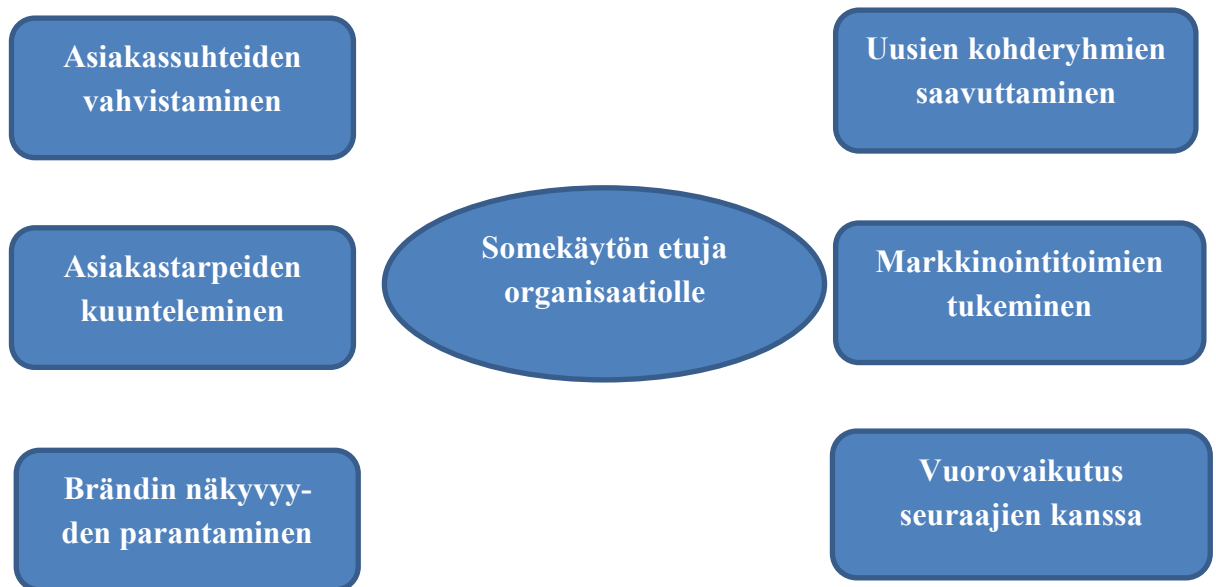 Asiakassuhteiden
vahvistaminen
Uusien kohderyhmien
saavuttaminen
Asiakastarpeiden
kuunteleminen
Somekäytön etuja
organisaatiolle
Markkinointitoimien
tukeminen
Brändin näkyvyy-
den parantaminen
Vuorovaikutus
seuraajien kanssa